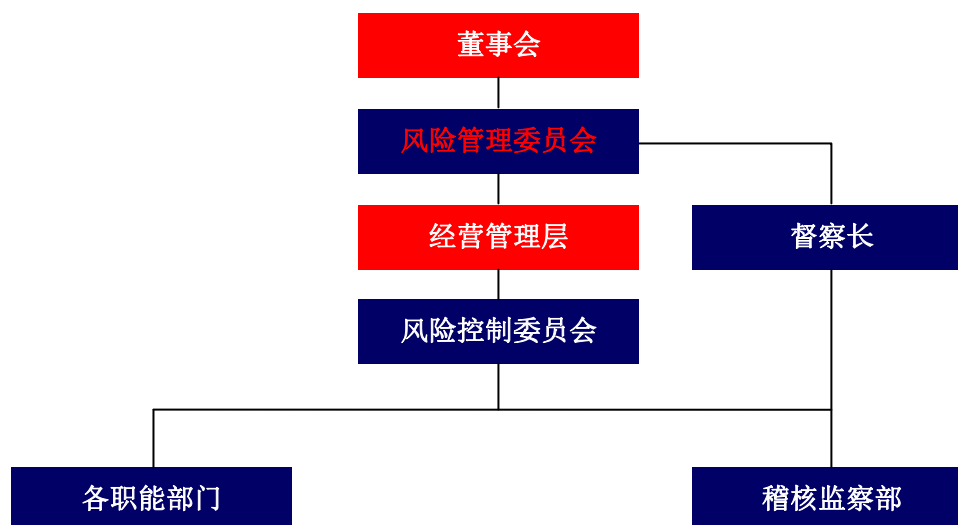 董事会
风险管理委员会
经营管理层
督察长
风险控制委员会
各职能部门
稽核监察部